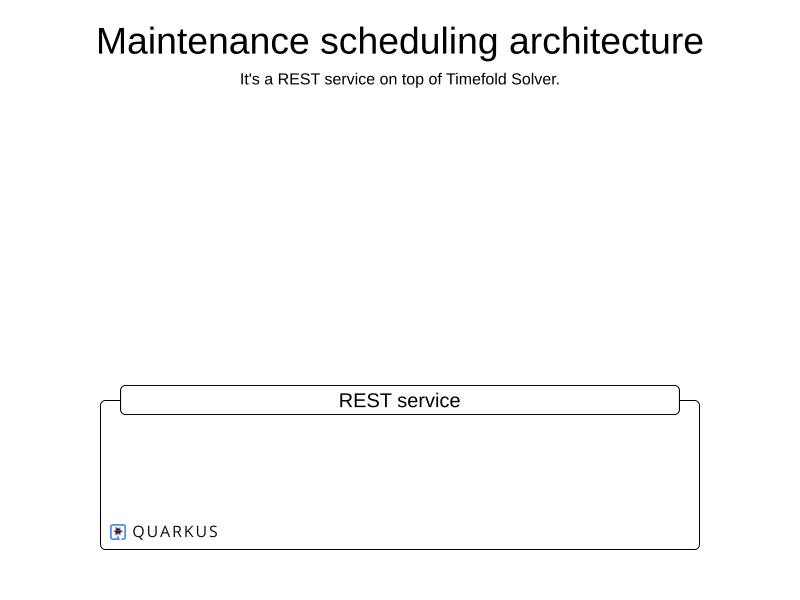 Maintenance scheduling architecture
It's a REST service on top of Timefold Solver.
REST service
QUARKUS